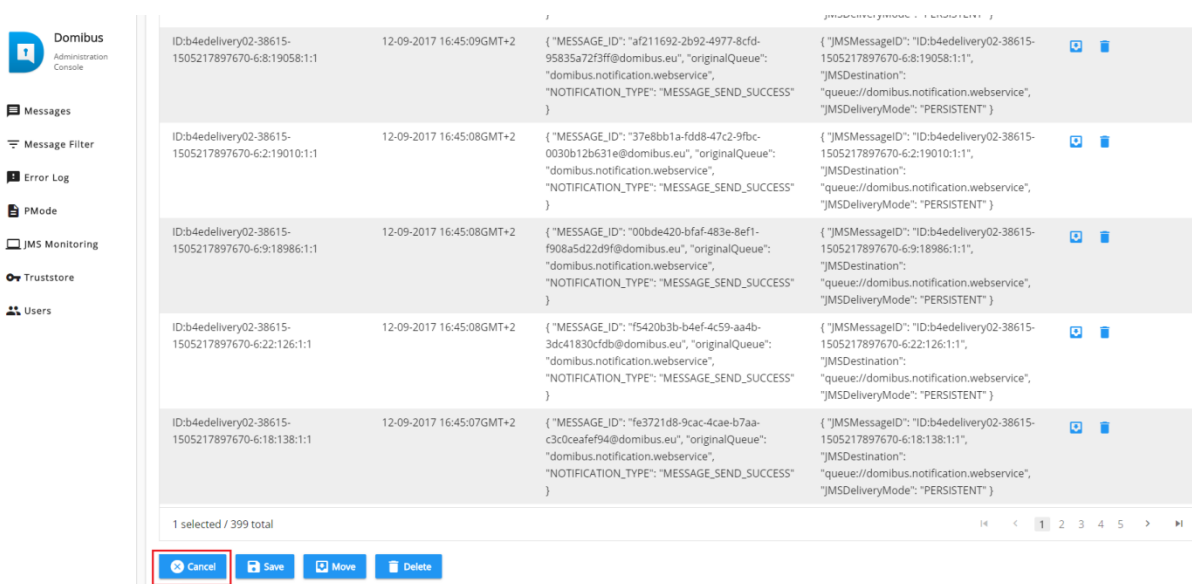 }
"JMSDeliveryMode": "PERSISTENT" }
Domibus
Administration
Console
Messages
Message Filter
Error Log
PMode
JMS Monitoring
Truststore
Users
ID:b4edelivery02-38615-
1505217897670-6:8:19058:1:1
12-09-2017 16:45:09GMT+2
{ "MESSAGE_ID": "af211692-2b92-4977-8cfd-
95835a72f3ff@domibus.eu", "originalQueue":
"domibus.notification.webservice",
"NOTIFICATION_TYPE": "MESSAGE_SEND_SUCCESS"
}
{ "JMSMessageID": "ID:b4edelivery02-38615-
1505217897670-6:8:19058:1:1",
"JMSDestination":
"queue://domibus.notification.webservice",
"JMSDeliveryMode": "PERSISTENT" }
ID:b4edelivery02-38615-
1505217897670-6:2:19010:1:1
12-09-2017 16:45:08GMT+2
{ "MESSAGE_ID": "37e8bb1a-fdd8-47c2-9fbc-
0030b12b631e@domibus.eu", "originalQueue":
"domibus.notification.webservice",
"NOTIFICATION_TYPE": "MESSAGE_SEND_SUCCESS"
}
{ "JMSMessageID": "ID:b4edelivery02-38615-
1505217897670-6:2:19010:1:1",
"JMSDestination":
"queue://domibus.notification.webservice",
"JMSDeliveryMode": "PERSISTENT" }
ID:b4edelivery02-38615-
1505217897670-6:9:18986:1:1
12-09-2017 16:45:08GMT+2
{ "MESSAGE_ID": "00bde420-bfaf-483e-8ef1-
f908a5d22d9f@domibus.eu", "originalQueue":
"domibus.notification.webservice",
"NOTIFICATION_TYPE": "MESSAGE_SEND_SUCCESS"
}
{ "JMSMessageID": "ID:b4edelivery02-38615-
1505217897670-6:9:18986:1:1",
"JMSDestination":
"queue://domibus.notification.webservice",
"JMSDeliveryMode": "PERSISTENT" }
ID:b4edelivery02-38615-
1505217897670-6:22:126:1:1
12-09-2017 16:45:08GMT+2
{ "MESSAGE_ID": "f5420b3b-b4ef-4c59-aa4b-
3dc41830cfdb@domibus.eu", "originalQueue":
"domibus.notification.webservice",
"NOTIFICATION_TYPE": "MESSAGE_SEND_SUCCESS"
}
{ "JMSMessageID": "ID:b4edelivery02-38615-
1505217897670-6:22:126:1:1",
"JMSDestination":
"queue://domibus.notification.webservice",
"JMSDeliveryMode": "PERSISTENT" }
ID:b4edelivery02-38615-
1505217897670-6:18:138:1:1
12-09-2017 16:45:07GMT+2
{ "MESSAGE_ID": "fe3721d8-9cac-4cae-b7aa-
c3c0ceafef94@domibus.eu", "originalQueue":
"domibus.notification.webservice",
"NOTIFICATION_TYPE": "MESSAGE_SEND_SUCCESS"
}
{ "JMSMessageID": "ID:b4edelivery02-38615-
1505217897670-6:18:138:1:1",
"JMSDestination":
"queue://domibus.notification.webservice",
"JMSDeliveryMode": "PERSISTENT" }
1 selected / 399 total
1 2 3 4 5
Cancel Save Move Delete